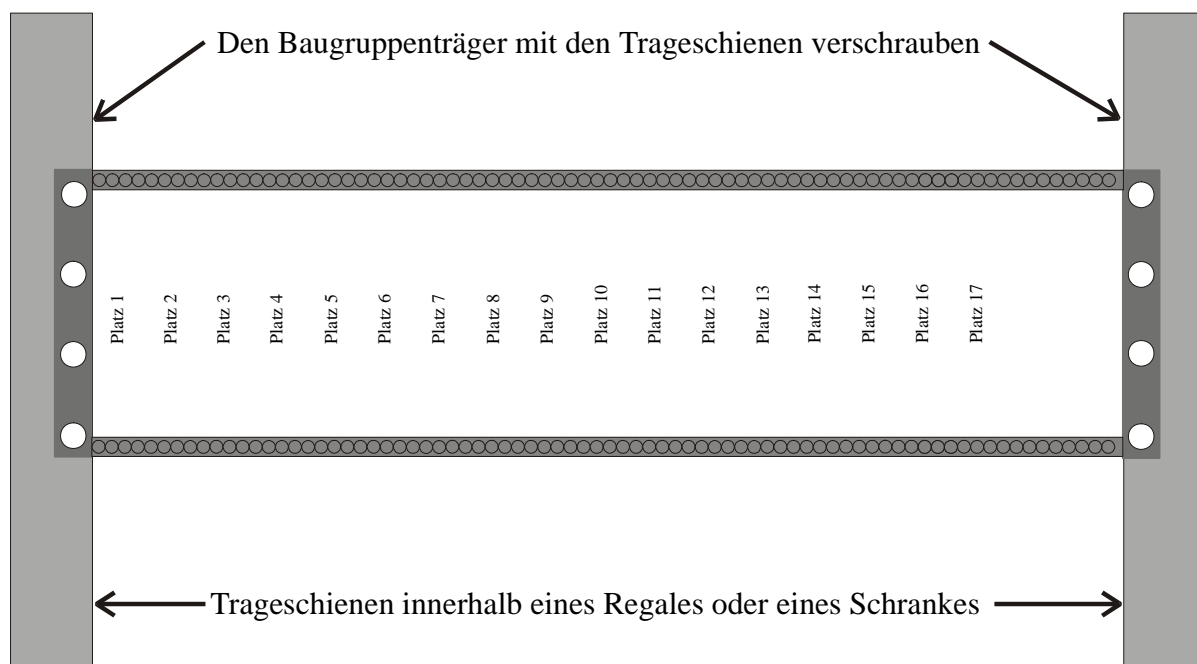 Den Baugruppenträger mit den Trageschienen verschrauben
Platz 1
Platz 2
Platz 3
Platz 4
Platz 5
Platz 6
Platz 7
Platz 8
Platz 9
Platz 10
Platz 11
Platz 12
Platz 13
Platz 14
Platz 15
Platz 16
Platz 17
Trageschienen innerhalb eines Regales oder eines Schrankes